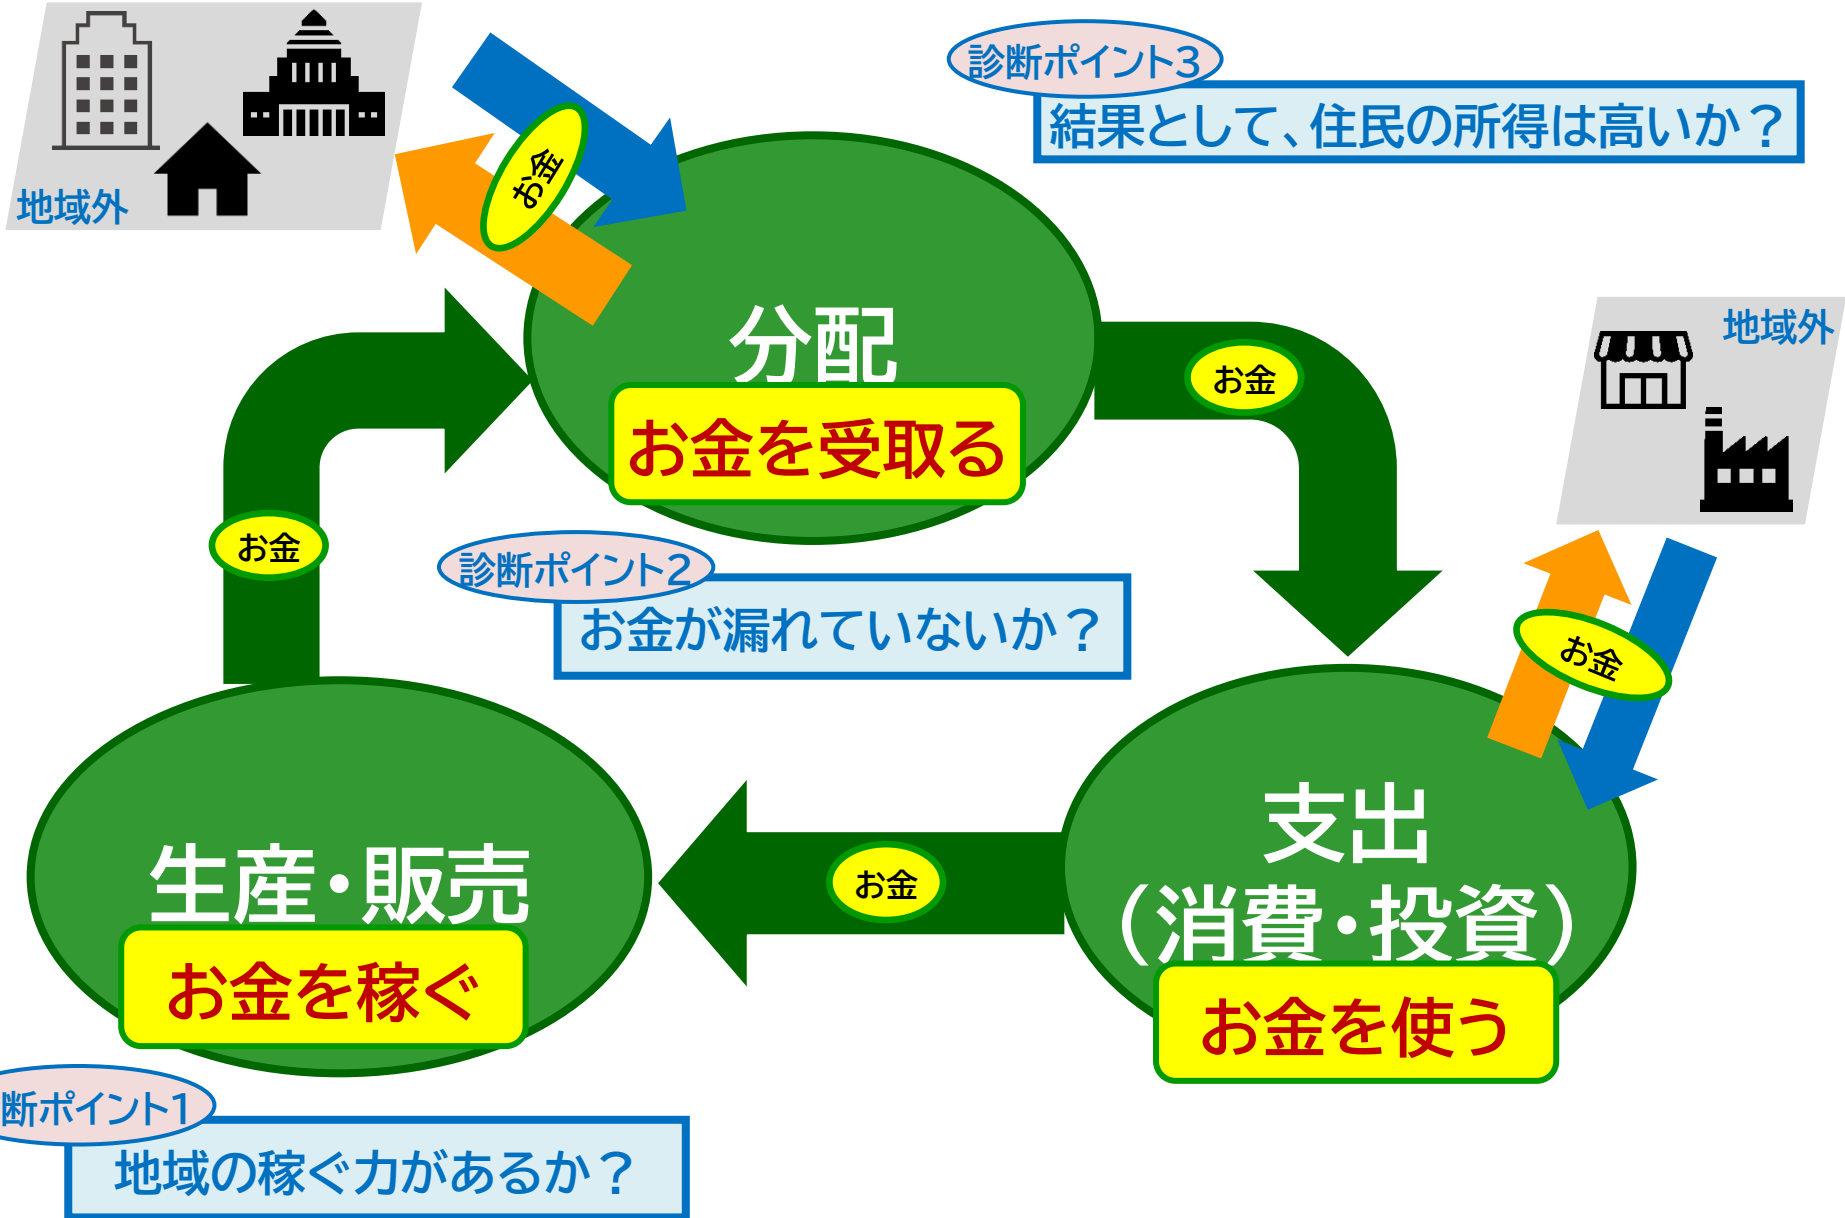 診断ポイント3
結果として、住民の所得は高いか？
地域外
お金
分配
お金を受取る
お金
地域外
お金
診断ポイント2
お金が漏れていないか？
お金
生産・販売
お金を稼ぐ
お金
支出
（消費・投資）
お金を使う
断ポイント1
地域の稼ぐ力があるか？